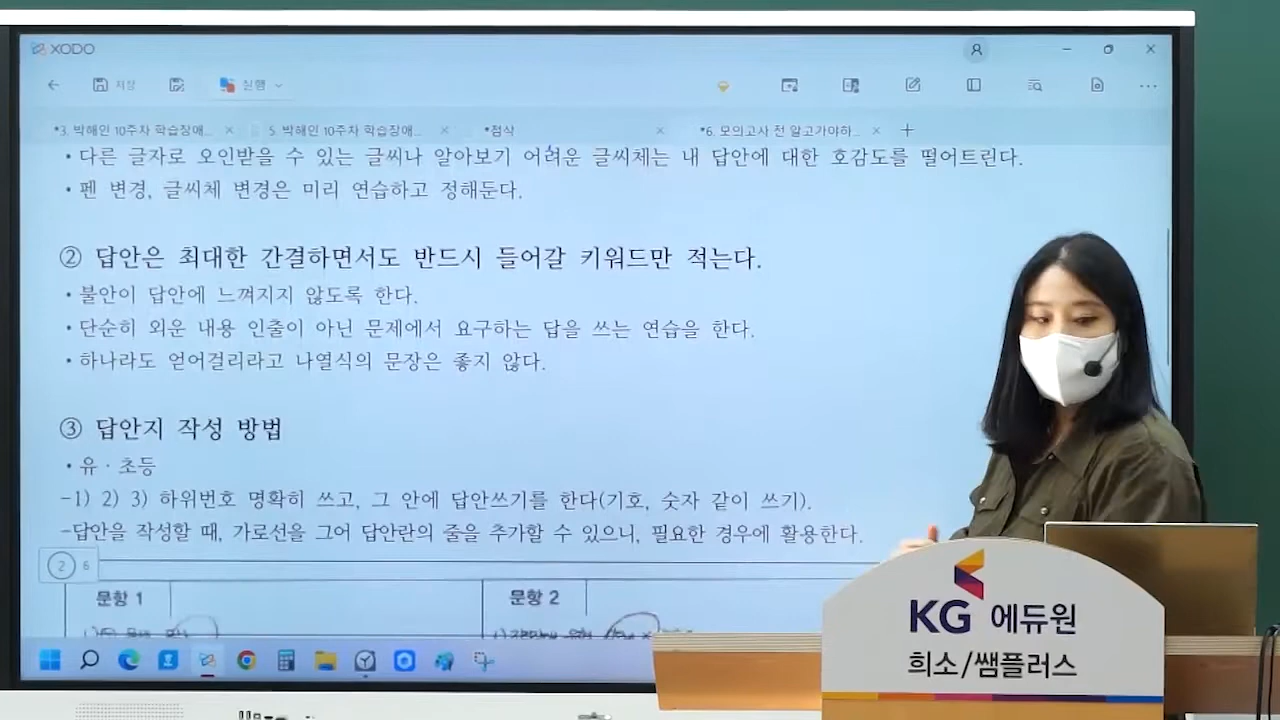 XODO
저장
실행
*3. 박해인 10주차 학습장애...
5. 박해인 10주차 학습장애...
*첨삭
*6. 모의고사 전 알고가야하...
• 다른 글자로 오인받을 수 있는 글씨나 알아보기 어려운 글씨체는 내 답안에 대한 호감도를 떨어트린다.
• 펜 변경, 글씨체 변경은 미리 연습하고 정해둔다.
② 답안은 최대한 간결하면서도 반드시 들어갈 키워드만 적는다.
• 불안이 답안에 느껴지지 않도록 한다.
• 단순히 외운 내용 인출이 아닌 문제에서 요구하는 답을 쓰는 연습을 한다.
• 하나라도 얻어걸리라고 나열식의 문장은 좋지 않다.
③ 답안지 작성 방법
• 유 · 초등
-1) 2) 3) 하위번호 명확히 쓰고, 그 안에 답안쓰기를 한다(기호, 숫자 같이 쓰기).
-답안을 작성할 때, 가로선을 그어 답안란의 줄을 추가할 수 있으니, 필요한 경우에 활용한다.
2 6
문항 1
문항 2
KG 에듀원
희소/쌤플러스